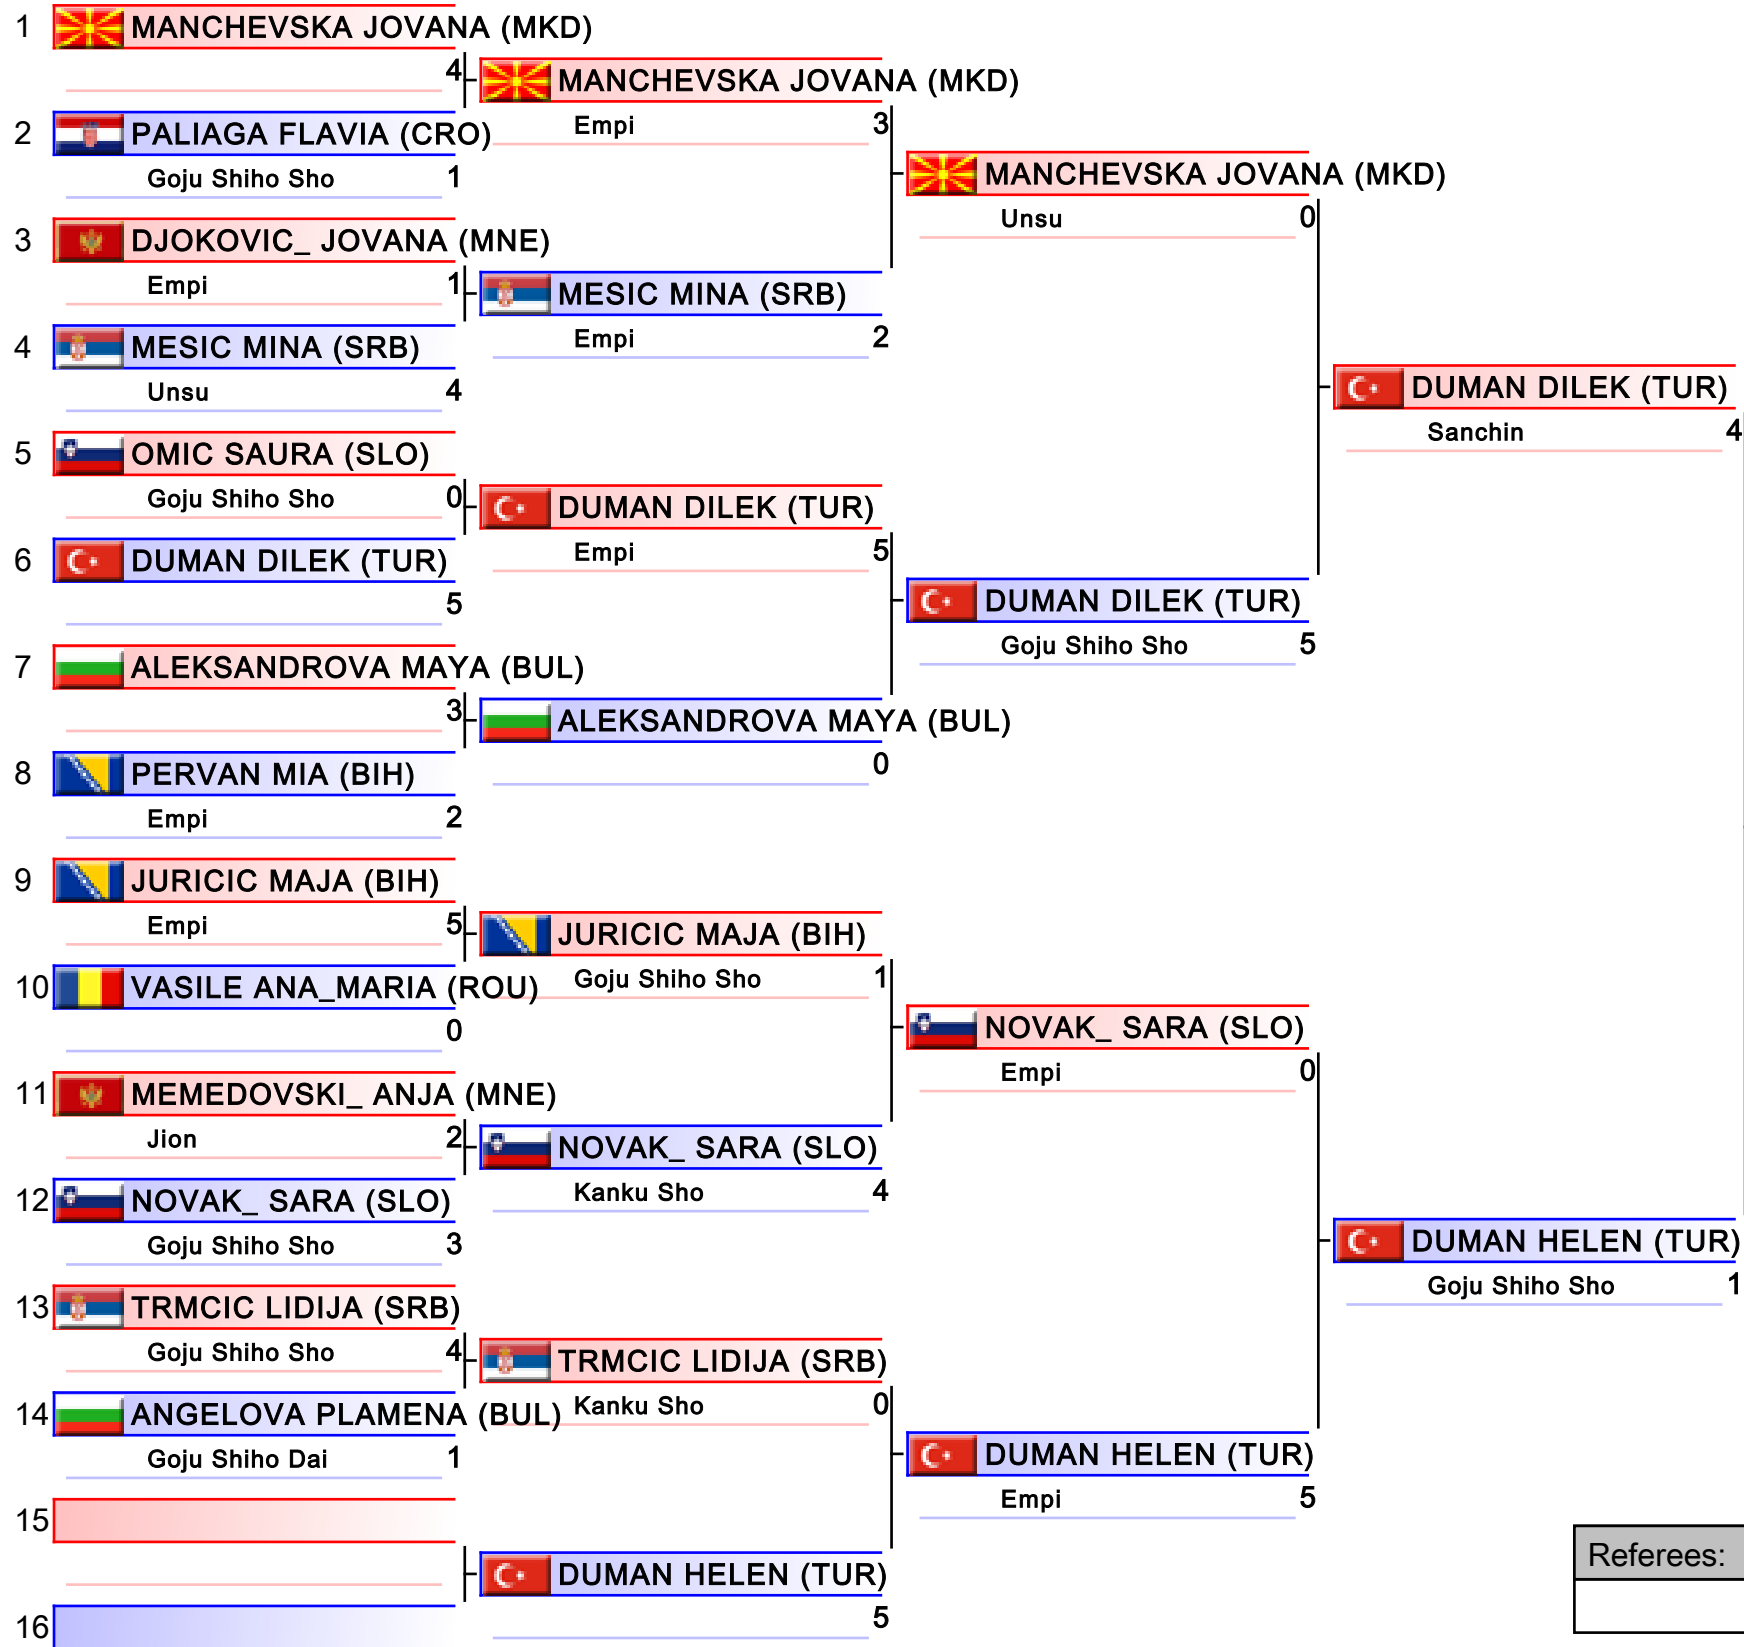 1 MANCHEVSKA JOVANA (MKD)
4
2 PALIAGA FLAVIA (CRO)
Goju Shiho Sho 1
3 DJOKOVIC_ JOVANA (MNE)
Empi 1
4 MESIC MINA (SRB)
Unsu 4
5 OMIC SAURA (SLO)
Goju Shiho Sho 0
6 DUMAN DILEK (TUR)
5
7 ALEKSANDROVA MAYA (BUL)
3
8 PERVAN MIA (BIH)
Empi 2
9 JURICIC MAJA (BIH)
Empi 5
10 VASILE ANA_MARIA (ROU)
0
11 MEMEDOVSKI_ ANJA (MNE)
Jion 2
12 NOVAK_ SARA (SLO)
Goju Shiho Sho 3
13 TRMCIC LIDIJA (SRB)
Goju Shiho Sho 4
14 ANGELOVA PLAMENA (BUL)
Goju Shiho Dai 1
15
16
MANCHEVSKA JOVANA (MKD)
Empi 3
MESIC MINA (SRB)
Empi 2
DUMAN DILEK (TUR)
Empi 5
ALEKSANDROVA MAYA (BUL)
0
JURICIC MAJA (BIH)
Goju Shiho Sho 1
NOVAK_ SARA (SLO)
Kanku Sho 4
TRMCIC LIDIJA (SRB)
Kanku Sho 0
DUMAN HELEN (TUR)
5
MANCHEVSKA JOVANA (MKD)
Unsu 0
DUMAN DILEK (TUR)
Goju Shiho Sho 5
NOVAK_ SARA (SLO)
Empi 0
DUMAN HELEN (TUR)
Empi 5
DUMAN DILEK (TUR)
Sanchin 4
DUMAN HELEN (TUR)
Goju Shiho Sho 1
Referees: